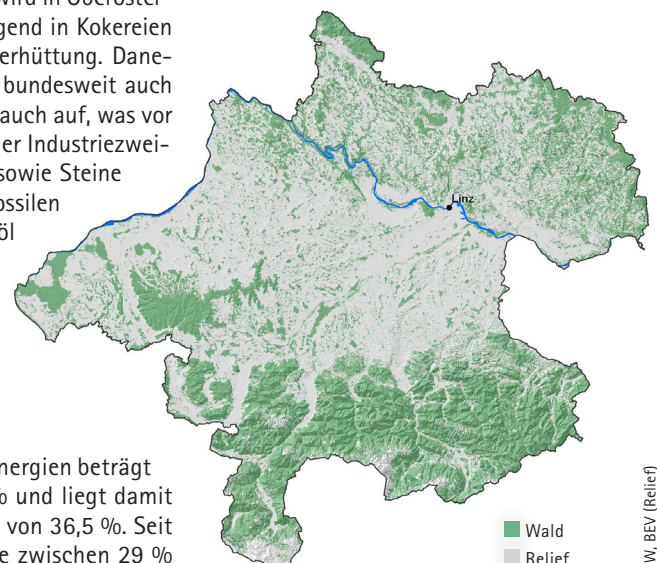 wird in Oberöster-
gend in Kokereien
erhüttung. Dane-
bundesweit auch
auch auf, was vor
er Industriezwei-
sowie Steine
ossilen
öl
Linz
nergien beträgt
% und liegt damit
von 36,5 %. Seit
e zwischen 29 %
Wald
Relief
W, BEV (Relief)